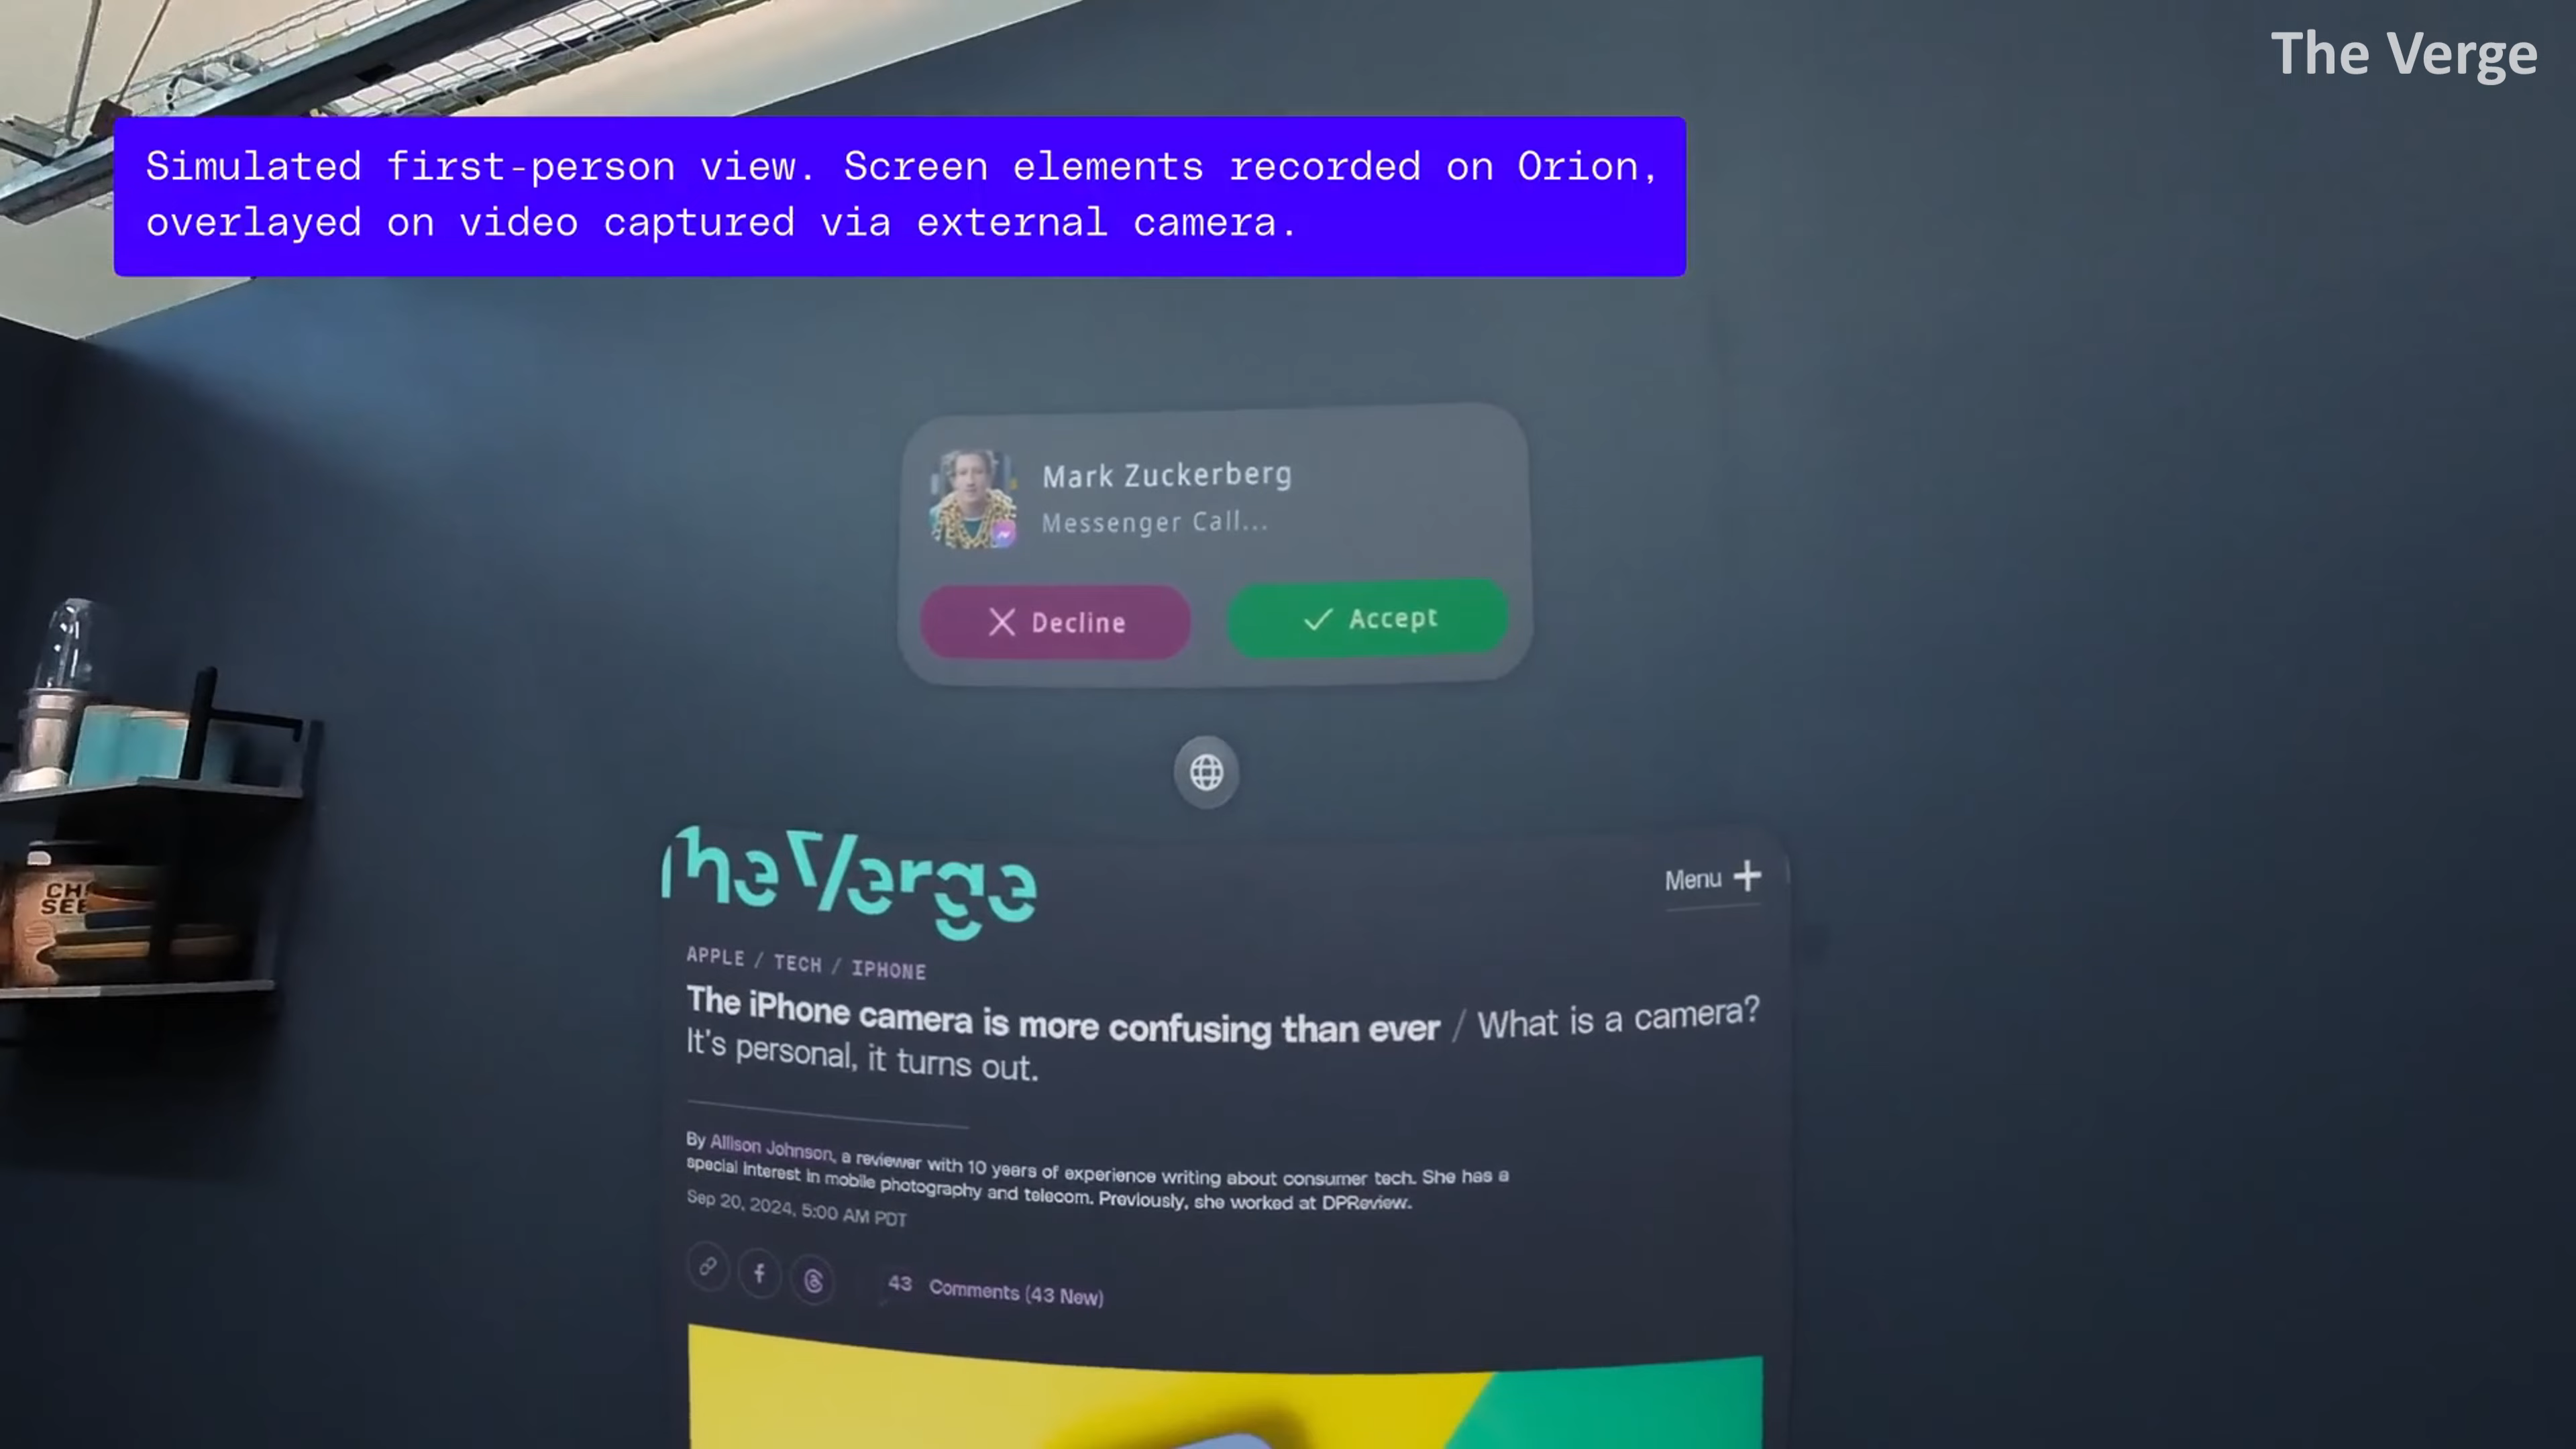 The Verge
Simulated first-person view. Screen elements recorded on Orion,
overlayed on video captured via external camera.
Mark Zuckerberg
Messenger Call...
Decline
Accept
The Verge
Menu
APPLE / TECH / IPHONE
The iPhone camera is more confusing than ever / What is a camera?
It's personal, it turns out.
By Allison Johnson, a reviewer with 10 years of experience writing about consumer tech. She has a
special interest in mobile photography and telecom. Previously, she worked at DPReview.
Sep 20, 2024, 5:00 AM PDT
43 Comments (43 New)